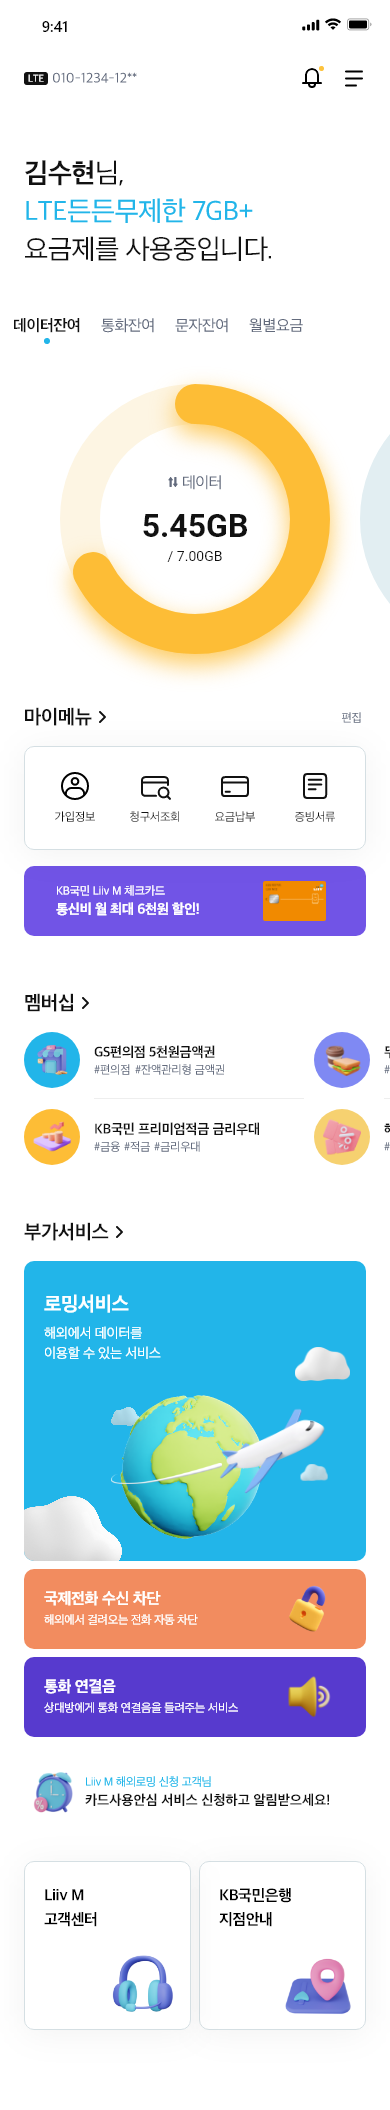 9:41
LTE 010-1234-12**
김수현님,
LTE든든무제한 7GB+
요금제를 사용중입니다.
데이터잔여 통화잔여 문자잔여 월별요금
데이터
5.45GB
/ 7.00GB
마이메뉴
편집
가입정보 청구서조회 요금납부 증빙서류
KB국민 Liiv M 체크카드
통신비 월 최대 6천원 할인!
멤버십
GS편의점 5천원금액권
#편의점 #잔액관리형 금액권
KB국민 프리미엄적금 금리우대
#금융 #적금 #금리우대
부가서비스
로밍서비스
해외에서 데이터를
이용할 수 있는 서비스
국제전화 수신 차단
해외에서 걸려오는 전화 자동 차단
통화 연결음
상대방에게 통화 연결음을 들려주는 서비스
Liiv M 해외로밍 신청 고객님
카드사용안심 서비스 신청하고 알림받으세요!
Liiv M
고객센터
KB국민은행
지점안내